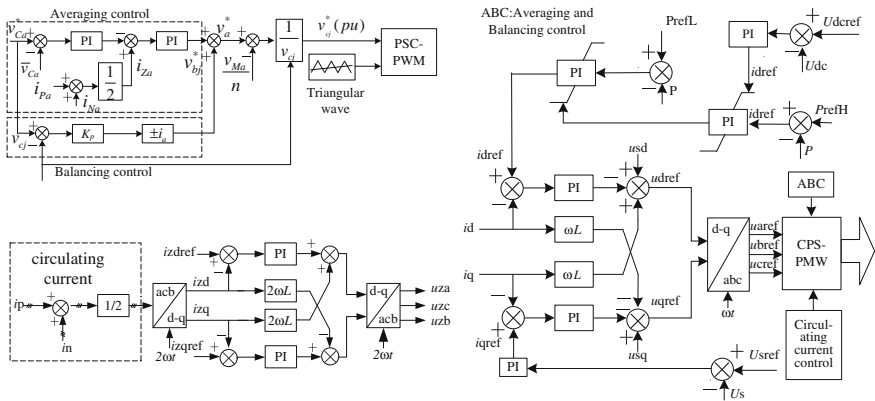 Averaging control
v*Ca
v̄Ca
PI
PI
iPa
iNa
1/2
iZa
v*bj
v*a
vMa/n
1/vcj
v*cj(pu)
Triangular
wave
PSC-
PWM
vcj
Kp
±ia
Balancing control
circulating
current
ip
in
1/2
acb
d-q
2ωt
izdref
izd
izq
izqref
PI
2ωL
2ωL
PI
d-q
acb
2ωt
uza
uzc
uzb
ABC:Averaging and
Balancing control
PrefL
P
PI
PI
Udcref
Udc
idref
PI
idref
PrefH
P
idref
id
iq
iqref
PI
ωL
ωL
PI
PI
usd
usq
udref
uqref
d-q
abc
ωt
uaref
ubref
ucref
ABC
CPS-
PMW
Circul-
ating
current
control
Usref
Us